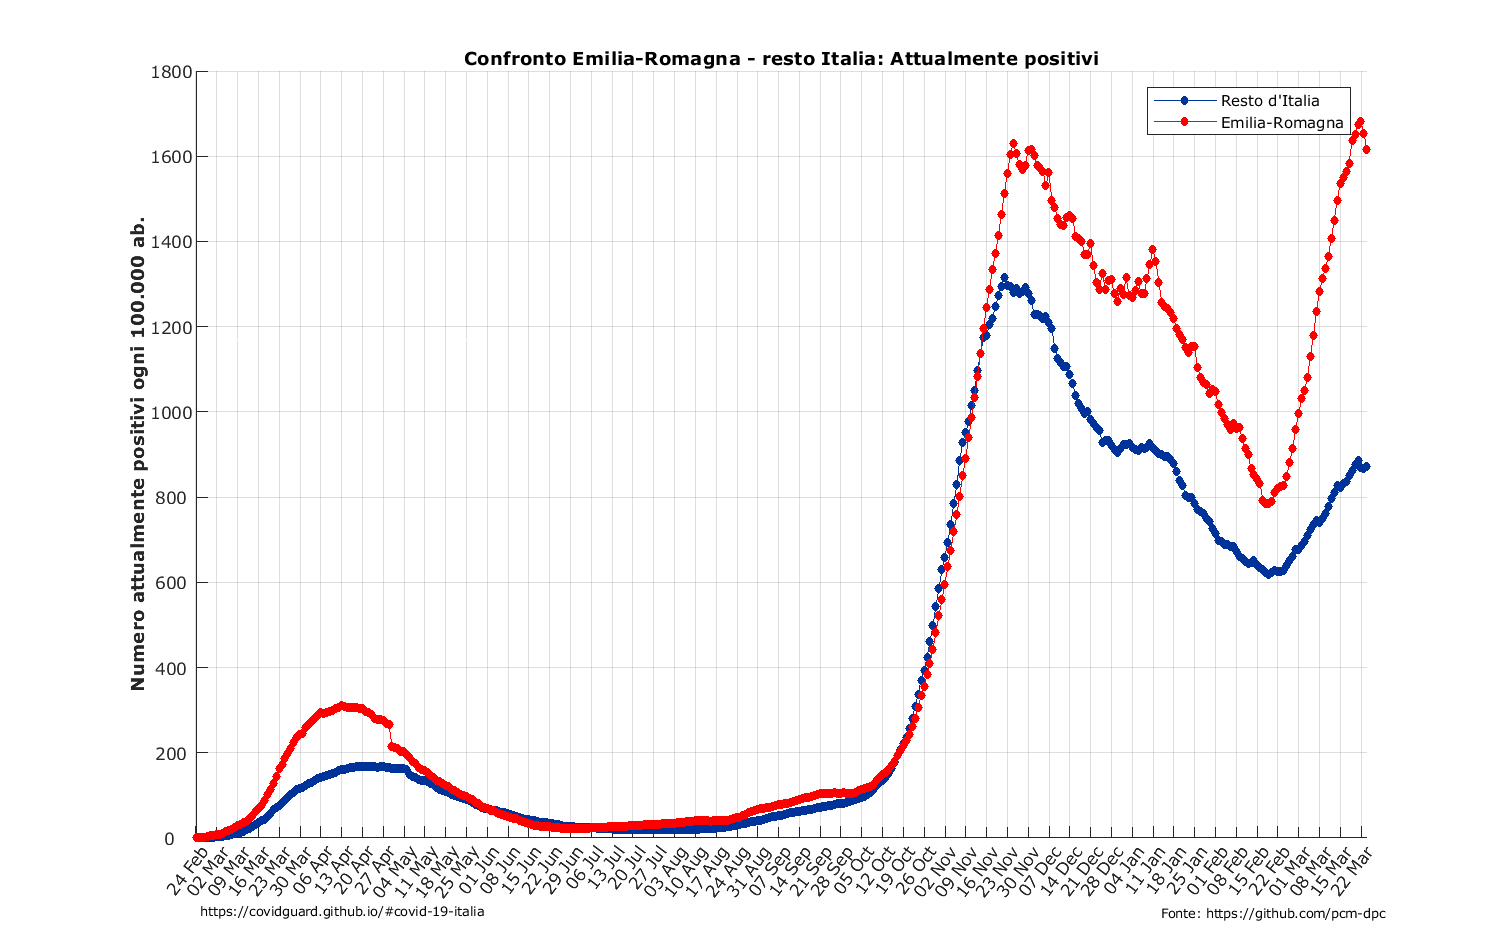 Confronto Emilia-Romagna - resto Italia: Attualmente positivi
Numero attualmente positivi ogni 100.000 ab.
1800
1600
1400
1200
1000
800
600
400
200
0
Resto d'Italia
Emilia-Romagna
24 Feb
02 Mar
09 Mar
16 Mar
23 Mar
30 Mar
06 Apr
13 Apr
20 Apr
27 Apr
04 May
11 May
18 May
25 May
01 Jun
08 Jun
15 Jun
22 Jun
29 Jun
06 Jul
13 Jul
20 Jul
27 Jul
03 Aug
10 Aug
17 Aug
24 Aug
31 Aug
07 Sep
14 Sep
21 Sep
28 Sep
05 Oct
12 Oct
19 Oct
26 Oct
02 Nov
09 Nov
16 Nov
23 Nov
30 Nov
07 Dec
14 Dec
21 Dec
28 Dec
04 Jan
11 Jan
18 Jan
25 Jan
01 Feb
08 Feb
15 Feb
22 Feb
01 Mar
08 Mar
15 Mar
22 Mar
https://covidguard.github.io/#covid-19-italia
Fonte: https://github.com/pcm-dpc